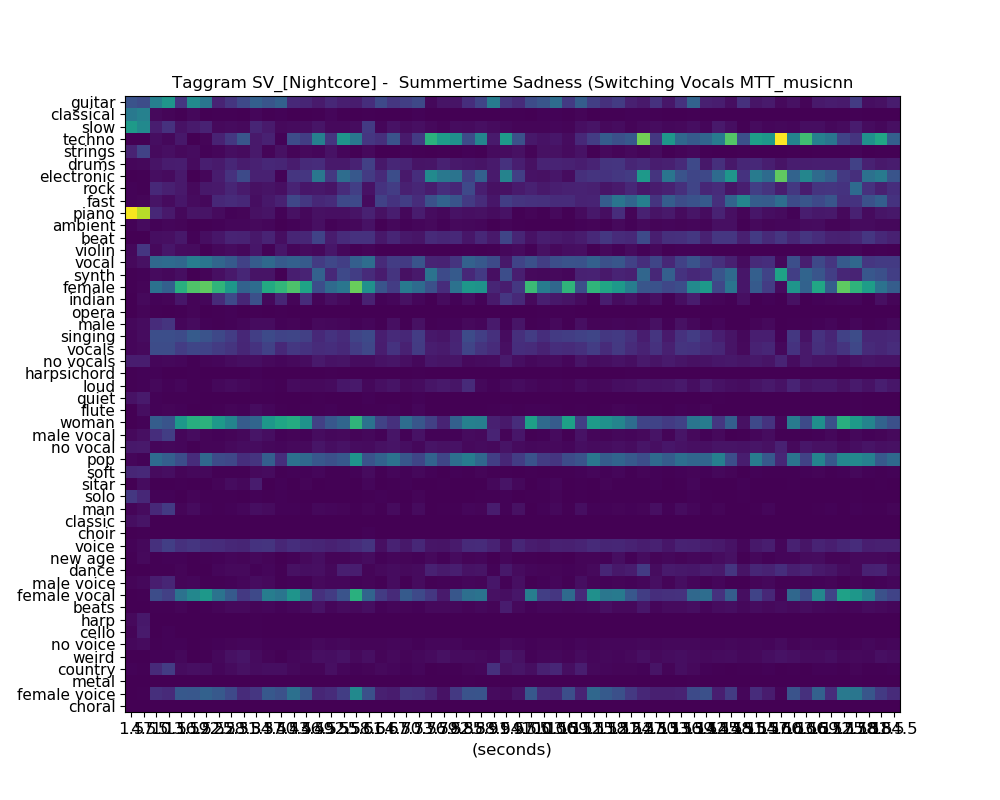 Taggram SV_[Nightcore] -  Summertime Sadness (Switching Vocals MTT_musicnn
guitar
classical
slow
techno
strings
drums
electronic
rock
fast
piano
ambient
beat
violin
vocal
synth
female
indian
opera
male
singing
vocals
no vocals
harpsichord
loud
quiet
flute
woman
male vocal
no vocal
pop
soft
sitar
solo
man
classic
choir
voice
new age
dance
male voice
female vocal
beats
harp
cello
no voice
weird
country
metal
female voice
choral
(seconds)